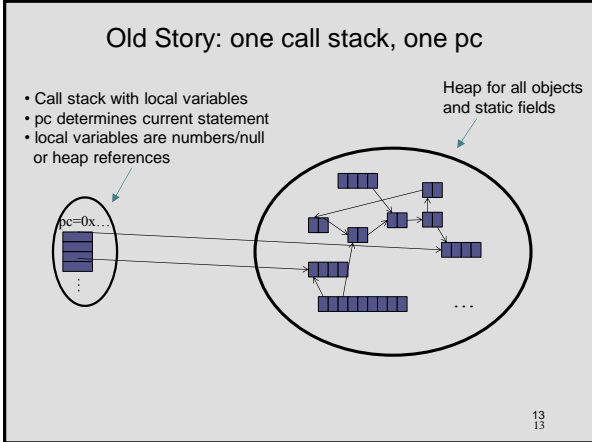 Old Story: one call stack, one pc
• Call stack with local variables
• pc determines current statement
• local variables are numbers/null
or heap references
Heap for all objects
and static fields
pc=0x…
…
13
13